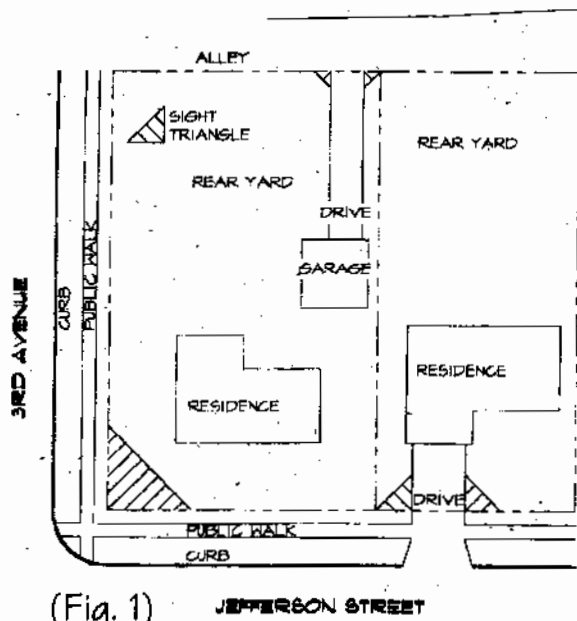 ALLEY
SIGHT
TRIANGLE
REAR YARD
REAR YARD
DRIVE
GARAGE
3RD AVENUE
CURB
PUBLIC WALK
RESIDENCE
RESIDENCE
DRIVE
PUBLIC WALK
CURB
(Fig. 1)
JEFFERSON STREET